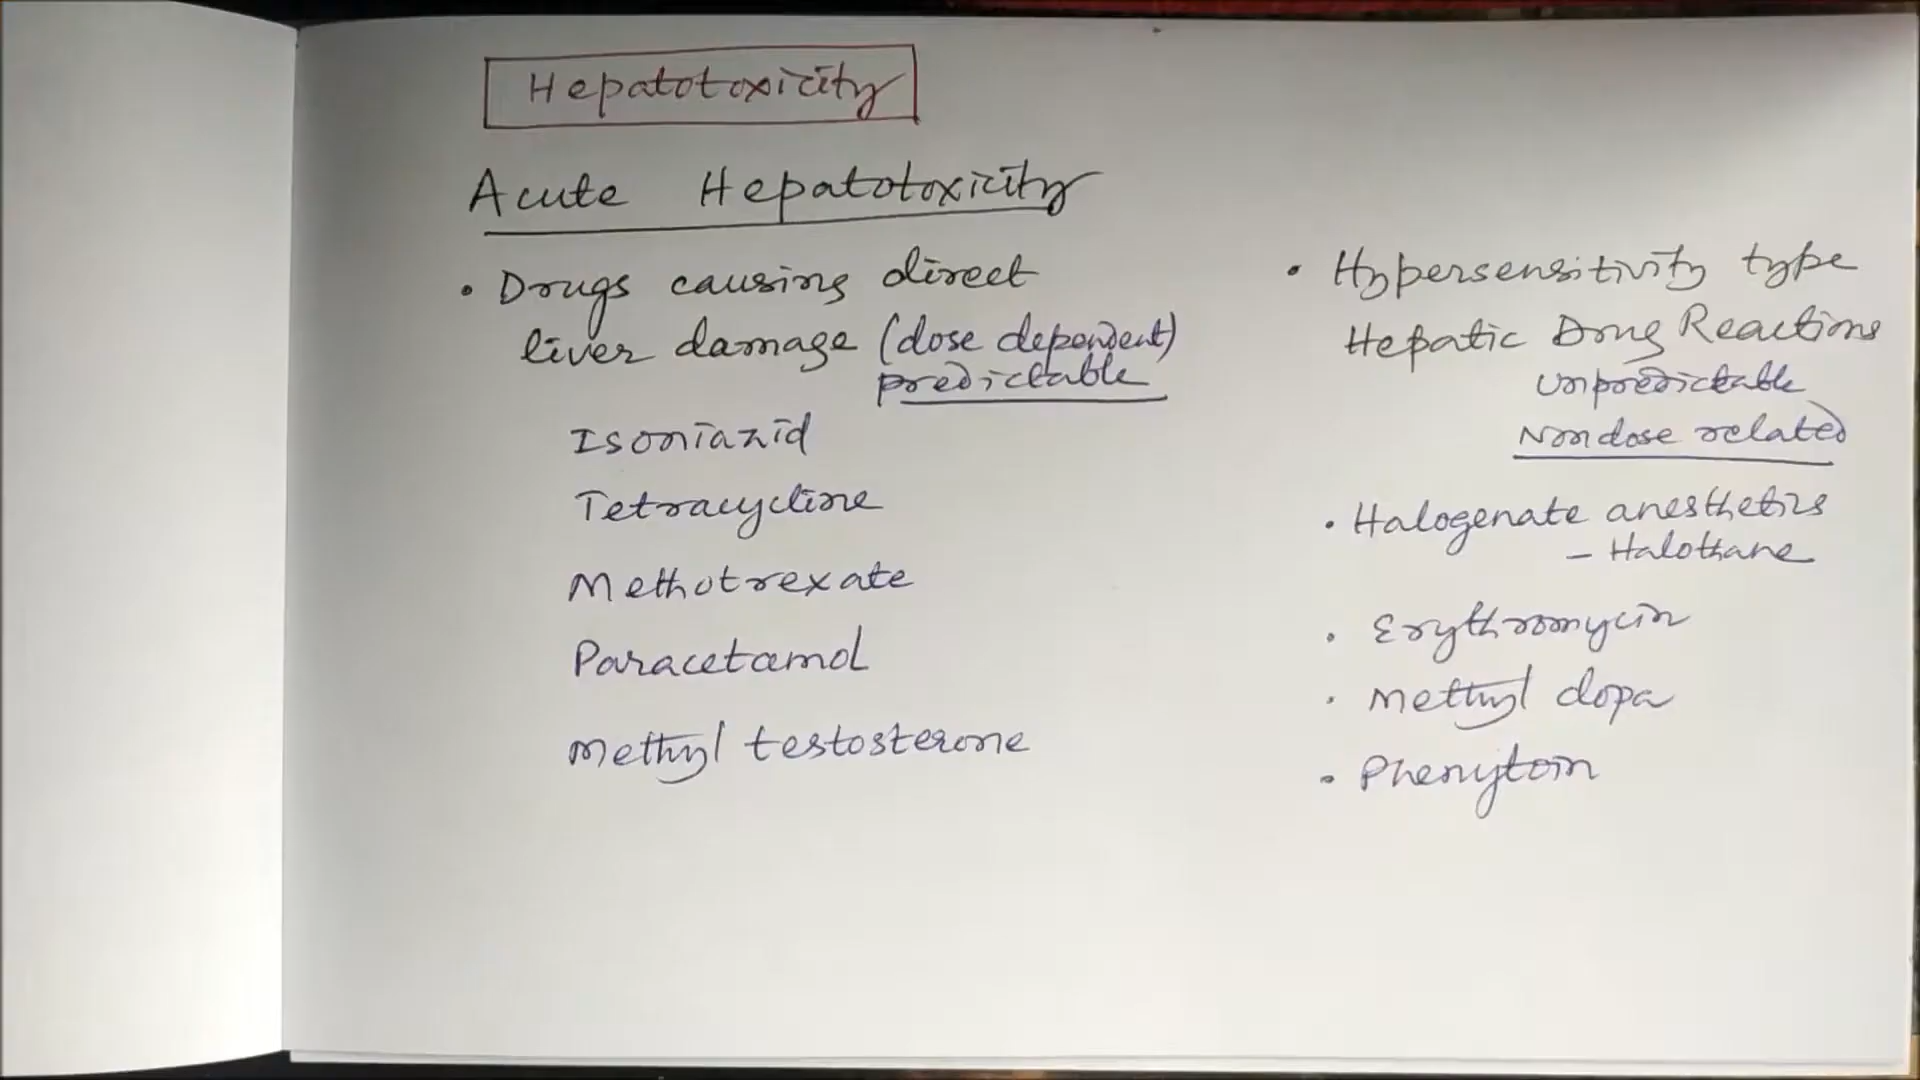 Hepatotoxicity
Acute Hepatotoxicity
• Drugs causing direct
liver damage (dose dependent)
predictable
Isoniazid
Tetracycline
Methotrexate
Paracetamol
Methyl testosterone
• Hypersensitivity type
Hepatic Drug Reactions
Unpredictable
Non dose related
• Halogenate anesthetics
- Halothane
• Erythromycin
• Methyl dopa
• Phenytoin